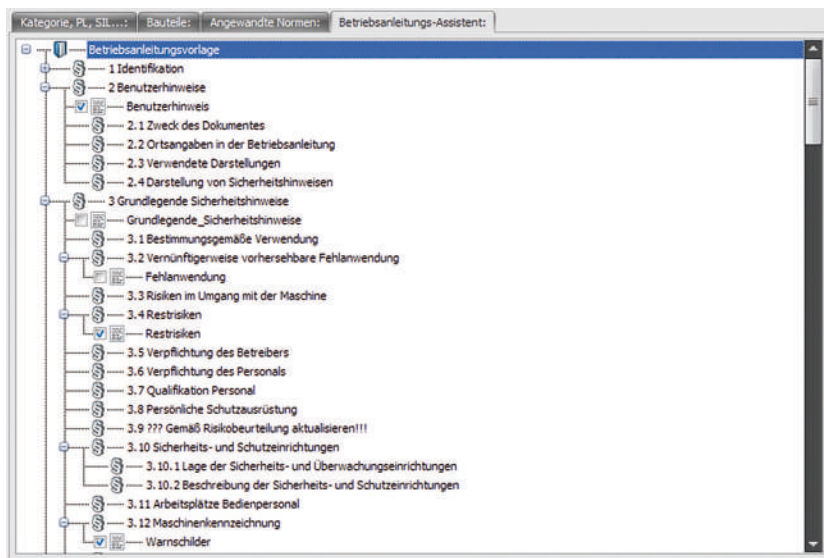 Kategorie, PL, SIL...: Bauteile: Angewandte Normen: Betriebsanleitungs-Assistent:
Betriebsanleitungsvorlage
1 Identifikation
2 Benutzerhinweise
Benutzerhinweis
2.1 Zweck des Dokumentes
2.2 Ortsangaben in der Betriebsanleitung
2.3 Verwendete Darstellungen
2.4 Darstellung von Sicherheitshinweisen
3 Grundlegende Sicherheitshinweise
Grundlegende_Sicherheitshinweise
3.1 Bestimmungsgemäße Verwendung
3.2 Vernünftigerweise vorhersehbare Fehlanwendung
Fehlanwendung
3.3 Risiken im Umgang mit der Maschine
3.4 Restrisiken
Restrisiken
3.5 Verpflichtung des Betreibers
3.6 Verpflichtung des Personals
3.7 Qualifikation Personal
3.8 Persönliche Schutzausrüstung
3.9 ??? Gemäß Risikobeurteilung aktualisieren!!!
3.10 Sicherheits- und Schutzeinrichtungen
3.10.1 Lage der Sicherheits- und Überwachungseinrichtungen
3.10.2 Beschreibung der Sicherheits- und Schutzeinrichtungen
3.11 Arbeitsplätze Bedienpersonal
3.12 Maschinenkennzeichnung
Warnschilder